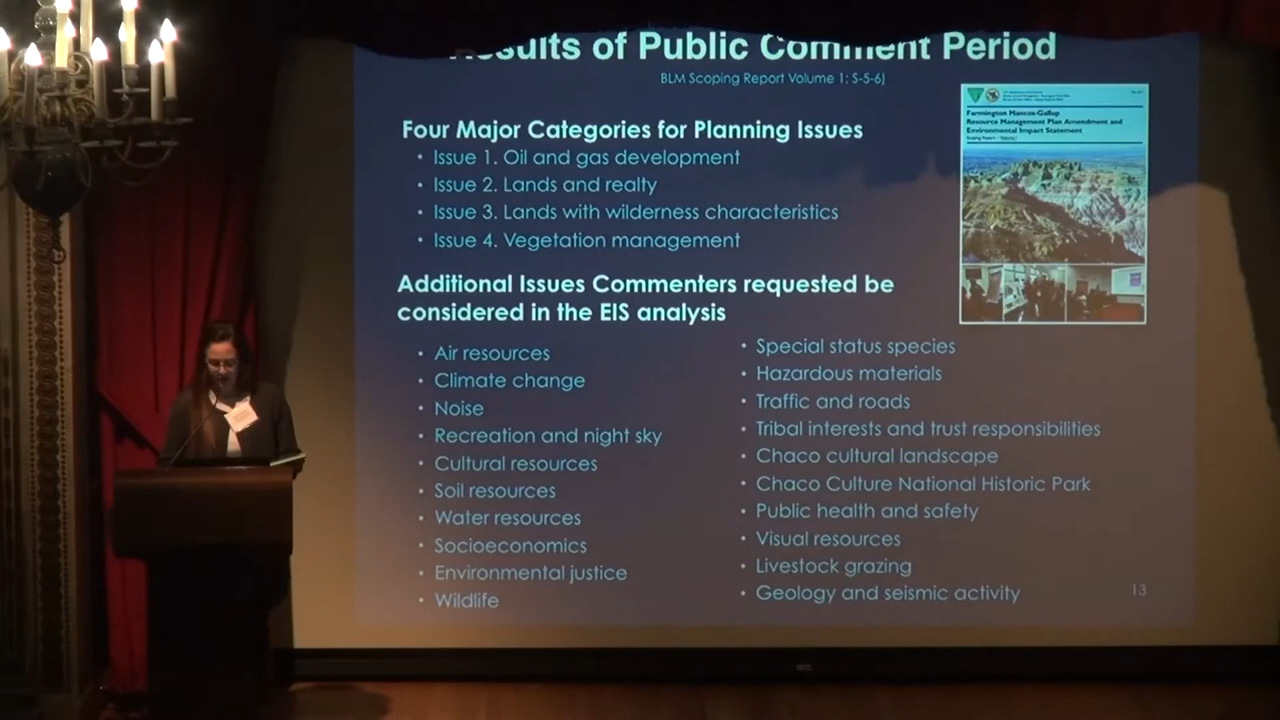 Results of Public Comment Period
BLM Scoping Report Volume 1: S-5-6)
Four Major Categories for Planning Issues
• Issue 1. Oil and gas development
• Issue 2. Lands and realty
• Issue 3. Lands with wilderness characteristics
• Issue 4. Vegetation management
Farmington Mancos-Gallup
Resource Management Plan Amendment and
Environmental Impact Statement
Additional Issues Commenters requested be
considered in the EIS analysis
• Air resources
• Climate change
• Noise
• Recreation and night sky
• Cultural resources
• Soil resources
• Water resources
• Socioeconomics
• Environmental justice
• Wildlife
• Special status species
• Hazardous materials
• Traffic and roads
• Tribal interests and trust responsibilities
• Chaco cultural landscape
• Chaco Culture National Historic Park
• Public health and safety
• Visual resources
• Livestock grazing
• Geology and seismic activity
13